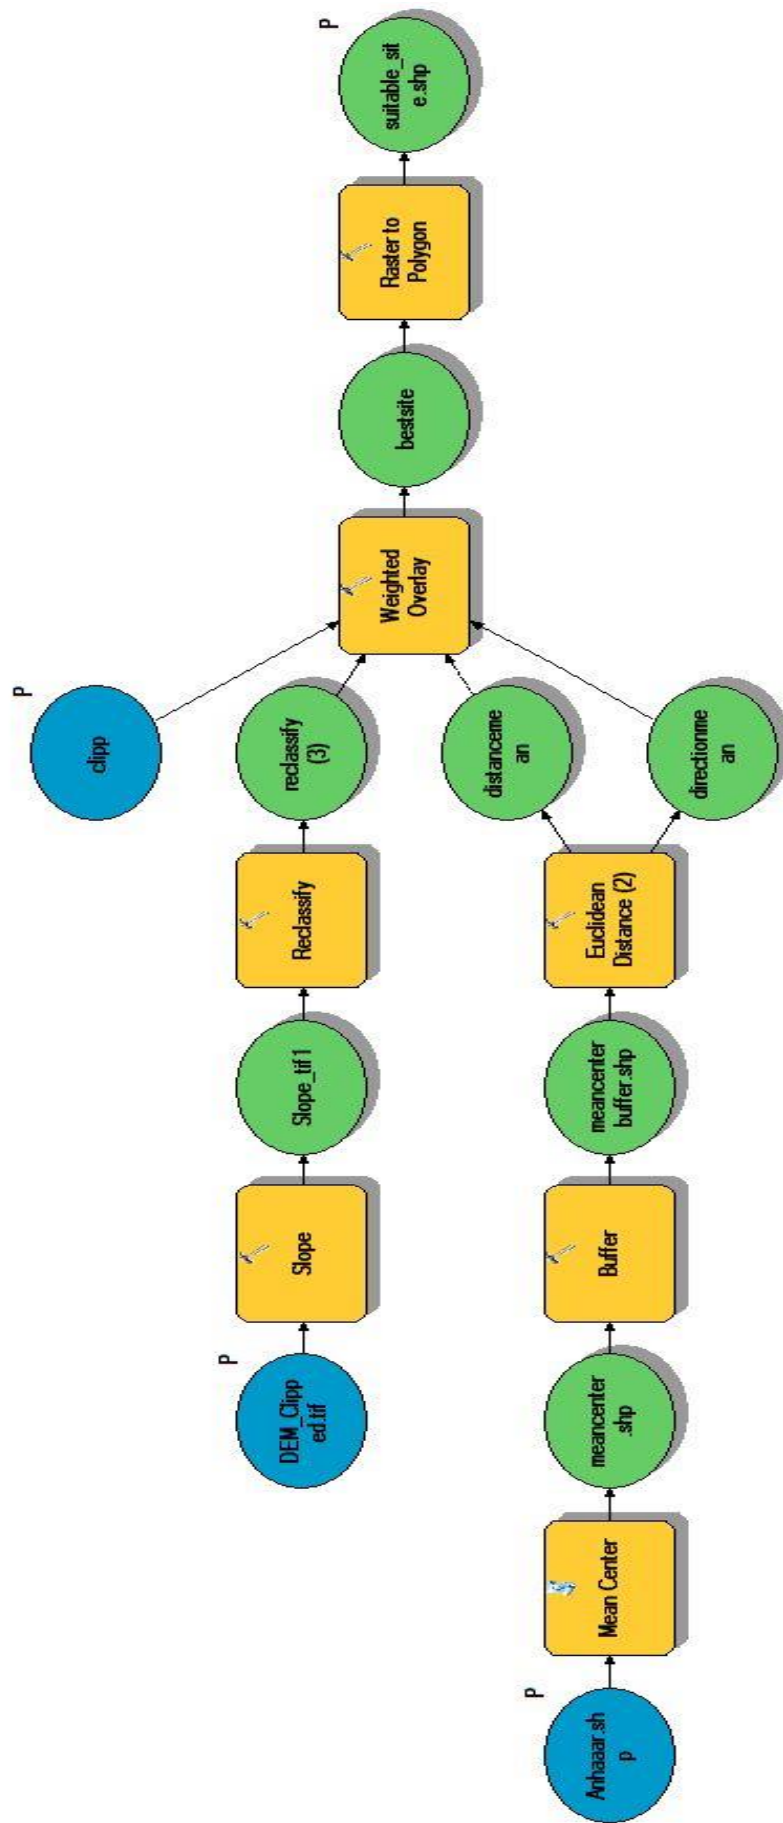 P
clipp
P
DEM_Clipp
ed.tif
Slope
Slope_tif1
Reclassify
reclassify
(3)
P
Anhaaar.sh
p
Mean Center
meancenter
.shp
Buffer
meancenter
buffer.shp
Euclidean
Distance (2)
distanceme
an
directionme
an
Weighted
Overlay
bestsite
Raster to
Polygon
P
suitable_sit
e.shp